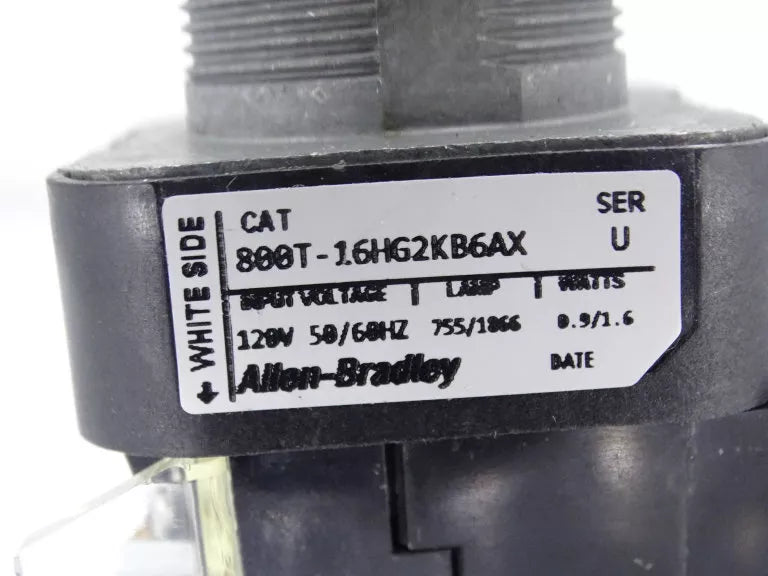 ← WHITE SIDE
CAT
SER
800T-16HG2KB6AX
U
INPUT VOLTAGE | LAMP | WATTS
120V 50/60HZ 755/1866 0.9/1.6
Allen-Bradley
DATE